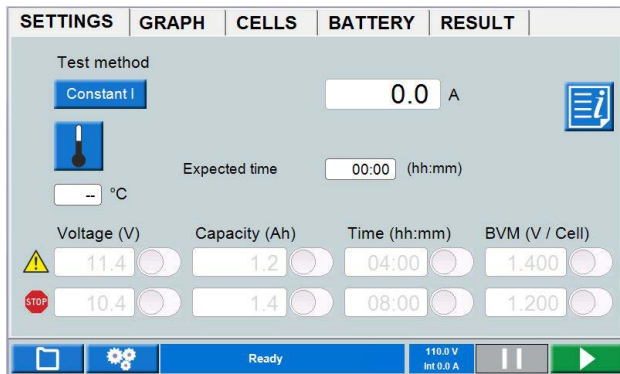 SETTINGS GRAPH CELLS BATTERY RESULT
Test method
Constant I 0.0 A
i
Expected time 00:00 (hh:mm)
-- °C
Voltage (V) Capacity (Ah) Time (hh:mm) BVM (V / Cell)
11.4 1.2 04:00 1.400
STOP 10.4 1.4 08:00 1.200
Ready 110.0 V
Int 0.0 A